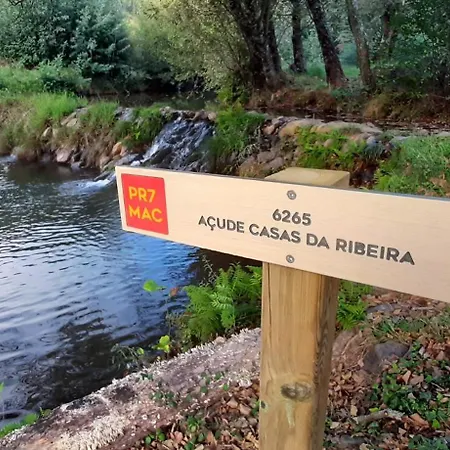 PR7
MAC
6265
AÇUDE CASAS DA RIBEIRA